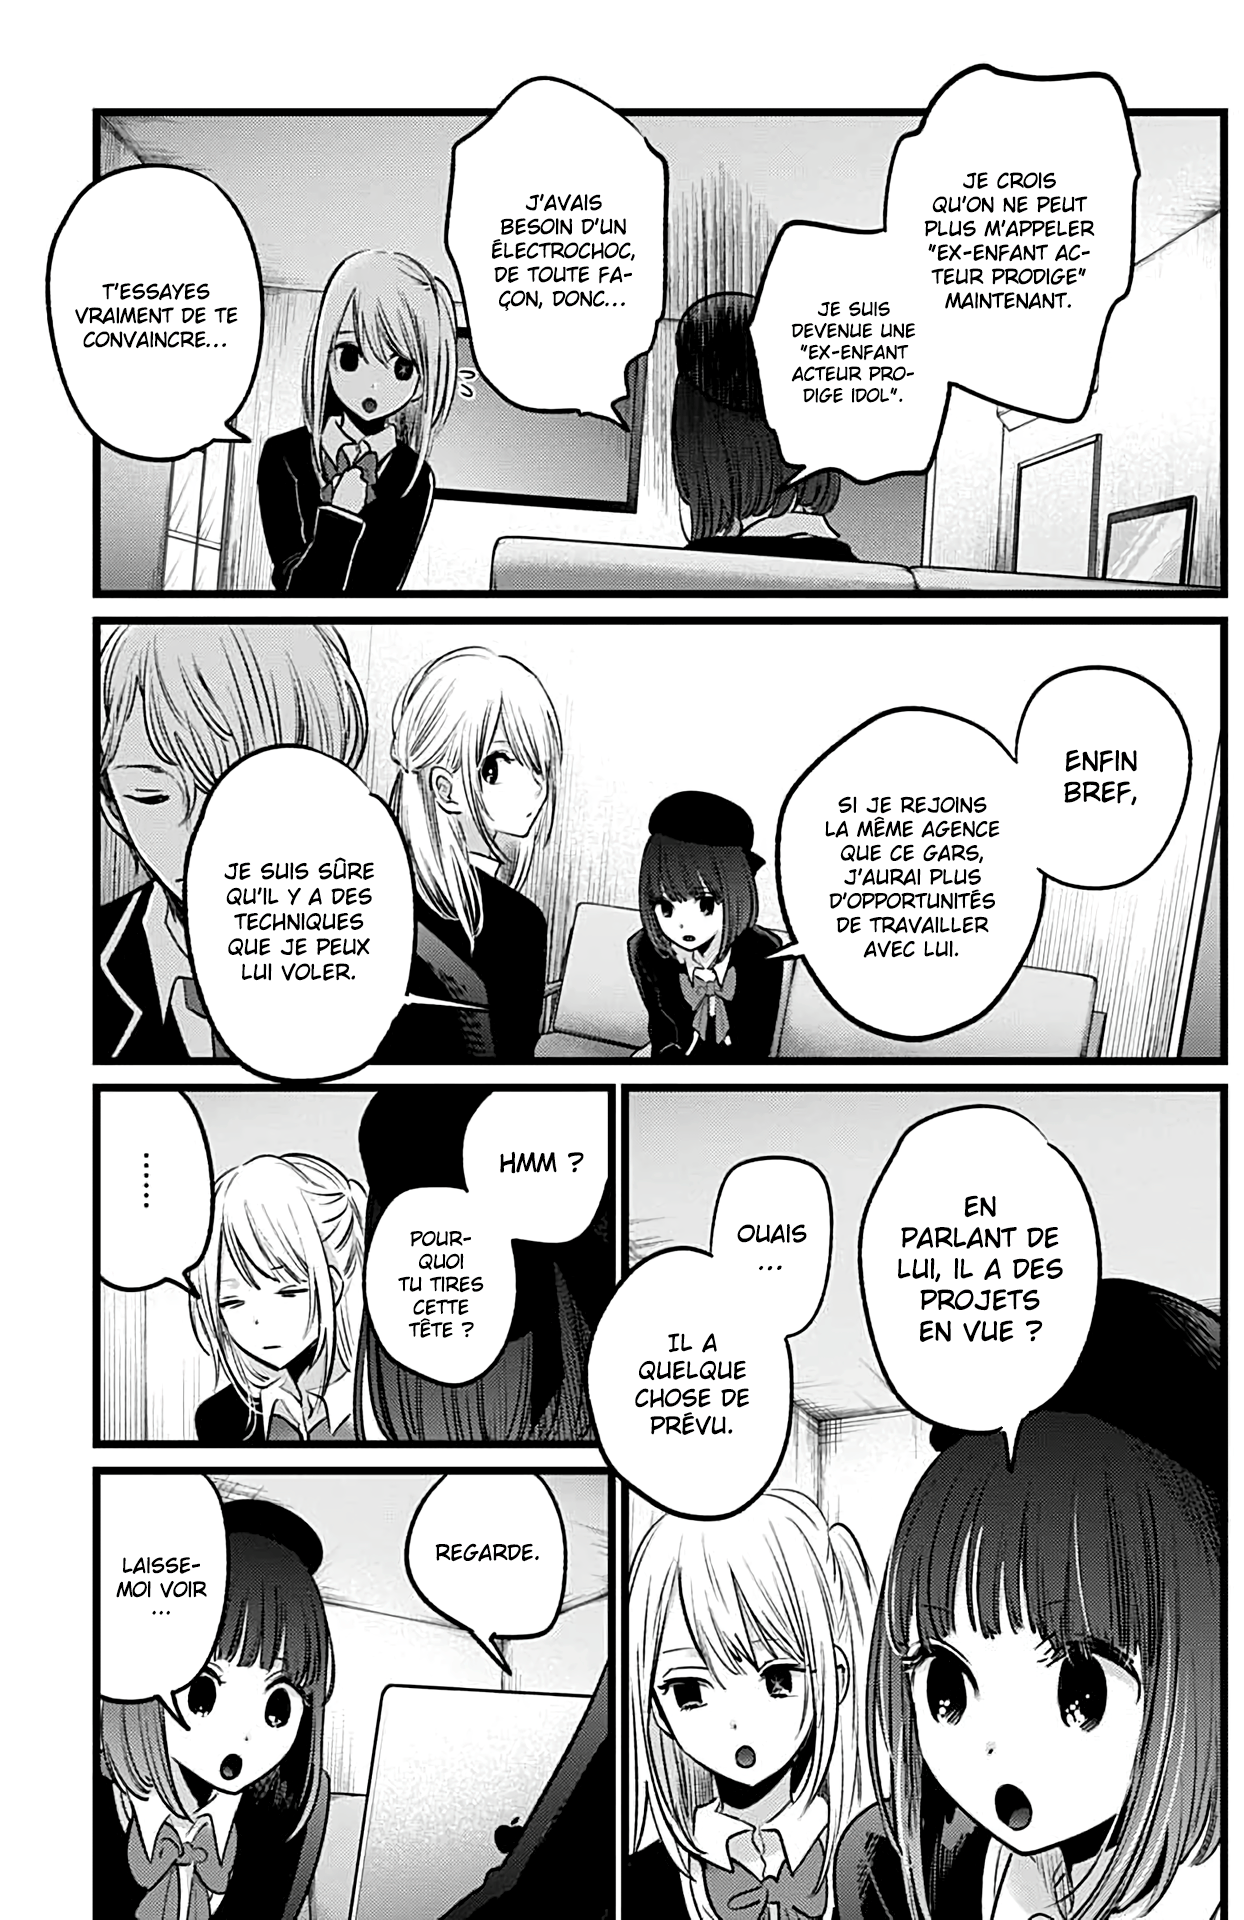 JE CROIS
QU'ON NE PEUT
PLUS M'APPELER
"EX-ENFANT AC-
TEUR PRODIGE"
MAINTENANT.
JE SUIS
DEVENUE UNE
"EX-ENFANT
ACTEUR PRO-
DIGE IDOL".
J'AVAIS
BESOIN D'UN
ÉLECTROCHOC,
DE TOUTE FA-
ÇON, DONC...
T'ESSAYES
VRAIMENT DE TE
CONVAINCRE...
ENFIN
BREF,
SI JE REJOINS
LA MÊME AGENCE
QUE CE GARS,
J'AURAI PLUS
D'OPPORTUNITÉS
DE TRAVAILLER
AVEC LUI.
JE SUIS SÛRE
QU'IL Y A DES
TECHNIQUES
QUE JE PEUX
LUI VOLER.
EN
PARLANT DE
LUI, IL A DES
PROJETS
EN VUE ?
OUAIS
...
IL A
QUELQUE
CHOSE DE
PRÉVU.
HMM ?
POUR-
QUOI
TU TIRES
CETTE
TÊTE ?
......
REGARDE.
LAISSE-
MOI VOIR
...